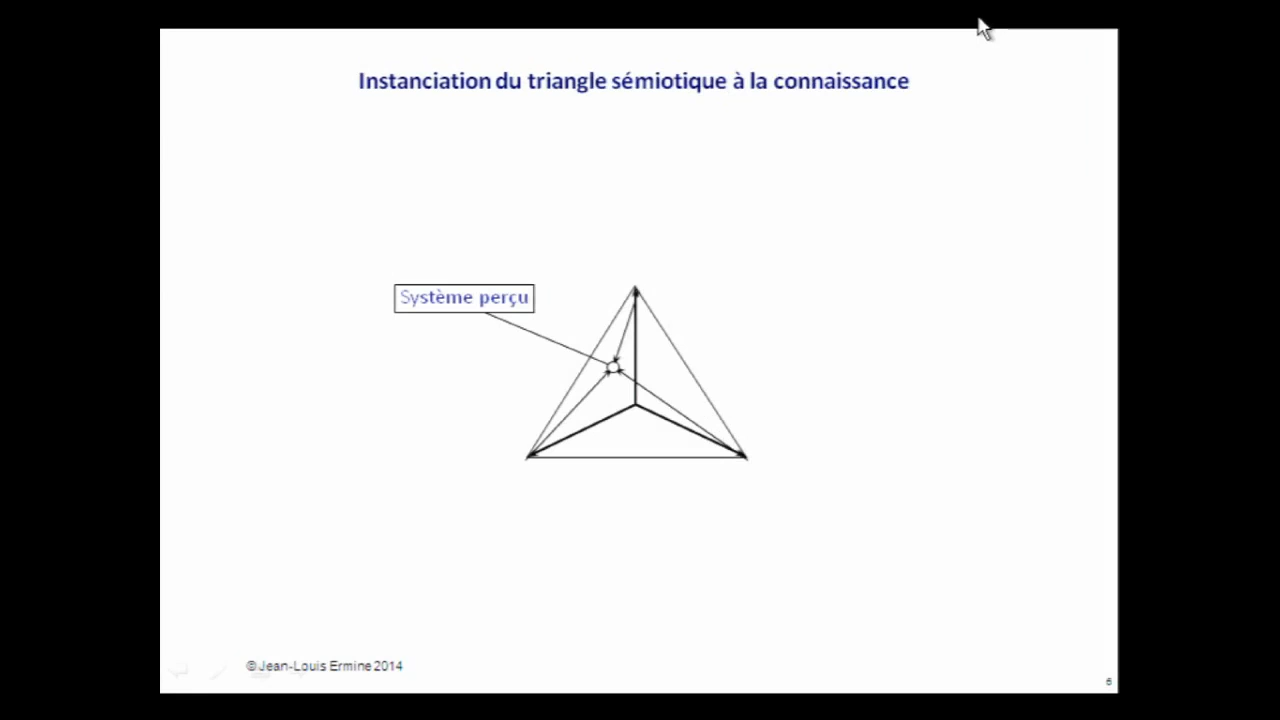 Instanciation du triangle sémiotique à la connaissance
Système perçu
©Jean-Louis Ermine 2014
6